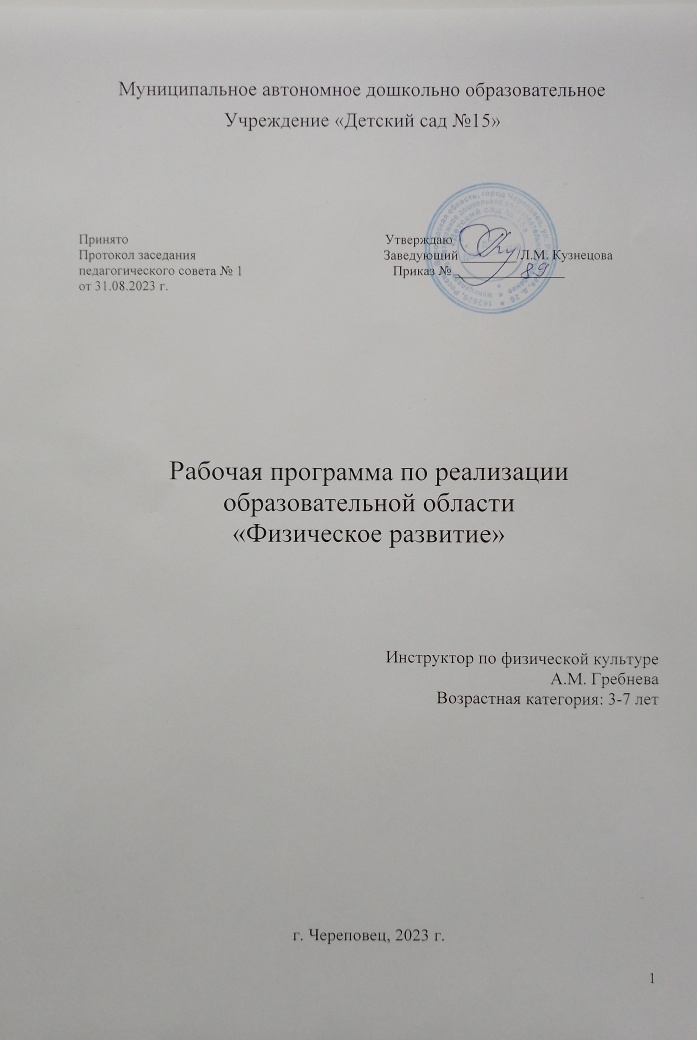 Муниципальное автономное дошкольно образовательное
Учреждение «Детский сад №15»
Принято
Протокол заседания
педагогического совета № 1
от 31.08.2023 г.
Утверждаю
Заведующий ________/Л.М. Кузнецова
Приказ № 89
Рабочая программа по реализации
образовательной области
«Физическое развитие»
Инструктор по физической культуре
А.М. Гребнева
Возрастная категория: 3-7 лет
г. Череповец, 2023 г.
1